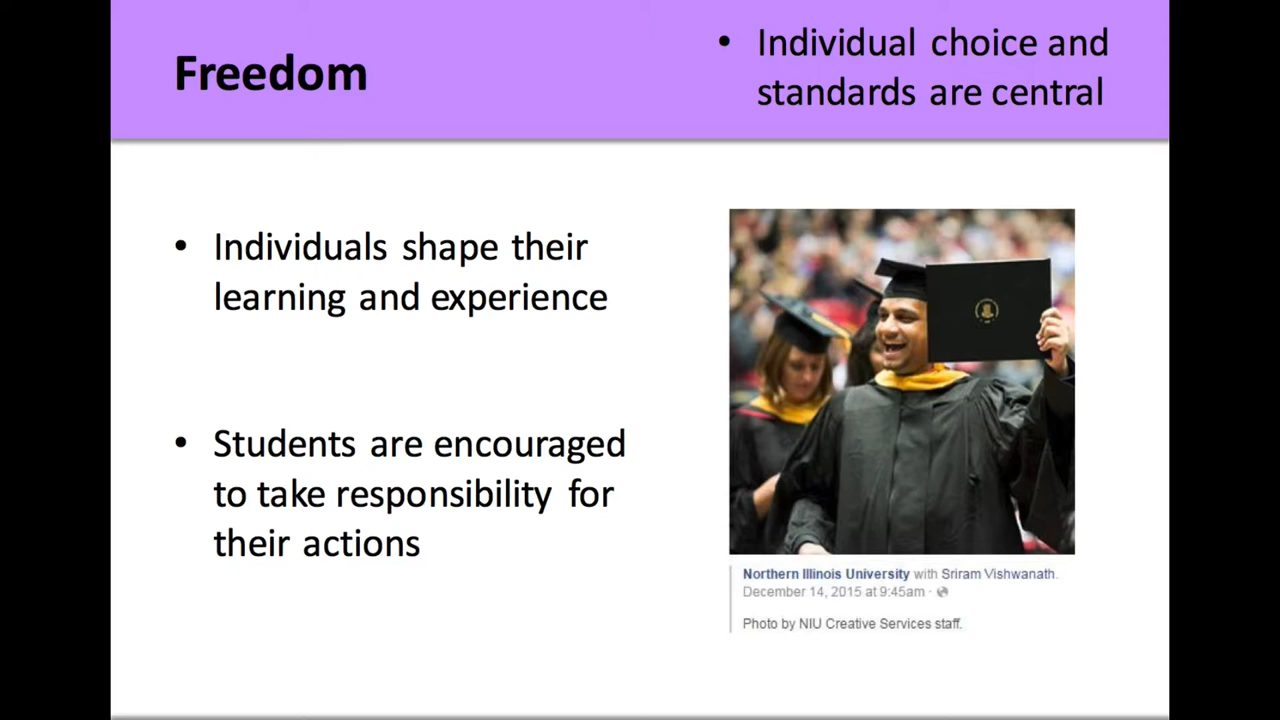 Freedom
• Individual choice and
standards are central
• Individuals shape their
learning and experience
• Students are encouraged
to take responsibility for
their actions
Northern Illinois University with Sriram Vishwanath.
December 14, 2015 at 9:45am ·
Photo by NIU Creative Services staff.